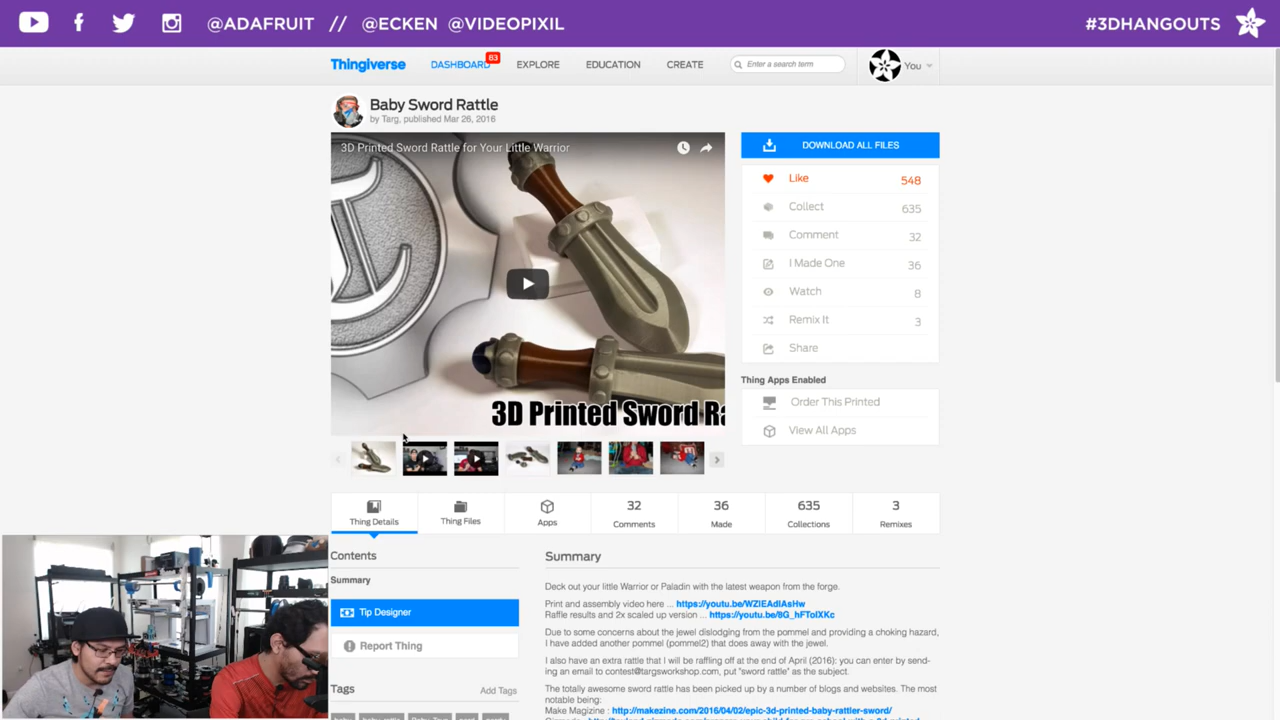 @ADAFRUIT // @ECKEN @VIDEOPIXIL
#3DHANGOUTS
Thingiverse
DASHBOARD
63
EXPLORE
EDUCATION
CREATE
Enter a search term
You
Baby Sword Rattle
by Targ, published Mar 26, 2016
3D Printed Sword Rattle for Your Little Warrior
3D Printed Sword Ra
DOWNLOAD ALL FILES
Like 548
Collect 635
Comment 32
I Made One 36
Watch 8
Remix It 3
Share
Thing Apps Enabled
Order This Printed
View All Apps
Thing Details
Thing Files
Apps
32
Comments
36
Made
635
Collections
3
Remixes
Contents
Summary
Tip Designer
Report Thing
Tags
Add Tags
Summary
Deck out your little Warrior or Paladin with the latest weapon from the forge.
Print and assembly video here ... https://youtu.be/WZlEAdIAsHw
Raffle results and 2x scaled up version ... https://youtu.be/8G_hFTolXKc
Due to some concerns about the jewel dislodging from the pommel and providing a choking hazard,
I have added another pommel (pommel2) that does away with the jewel.
I also have an extra rattle that I will be raffling off at the end of April (2016): you can enter by send-
ing an email to contest@targsworkshop.com, put "sword rattle" as the subject.
The totally awesome sword rattle has been picked up by a number of blogs and websites. The most
notable being:
Make Magizine : http://makezine.com/2016/04/02/epic-3d-printed-baby-rattler-sword/